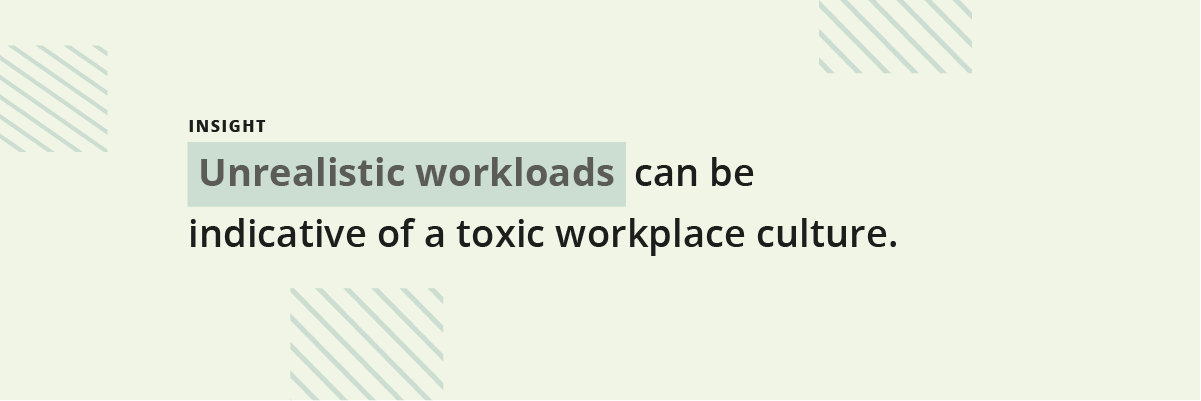 INSIGHT
Unrealistic workloads can be
indicative of a toxic workplace culture.